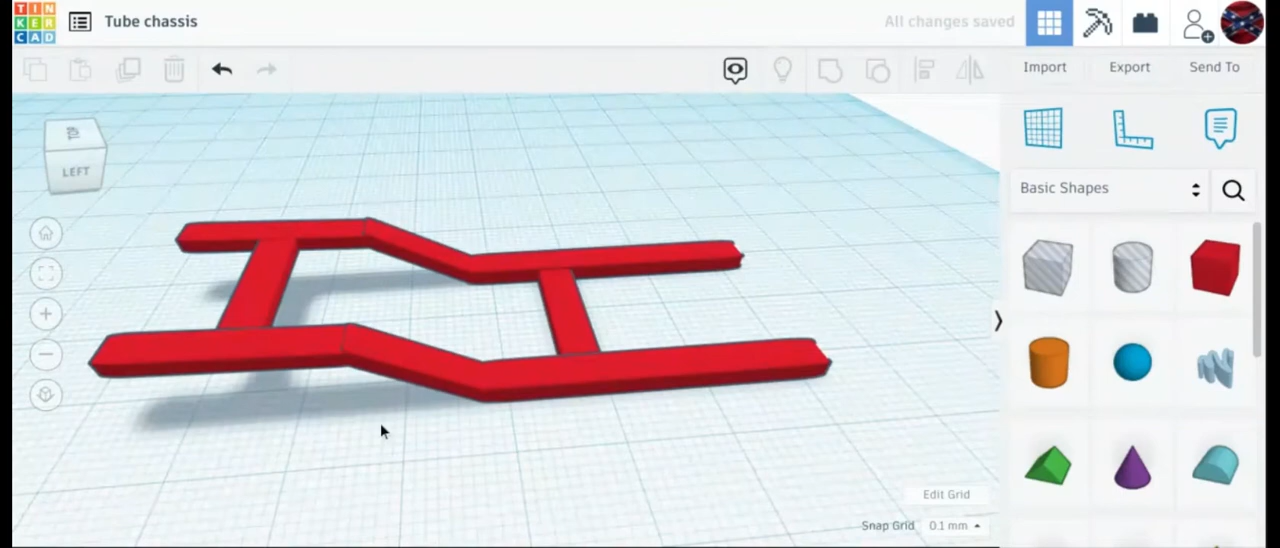 TIN
KER
CAD
Tube chassis
All changes saved
Import
Export
Send To
TOP
LEFT
Basic Shapes
Edit Grid
Snap Grid 0.1 mm